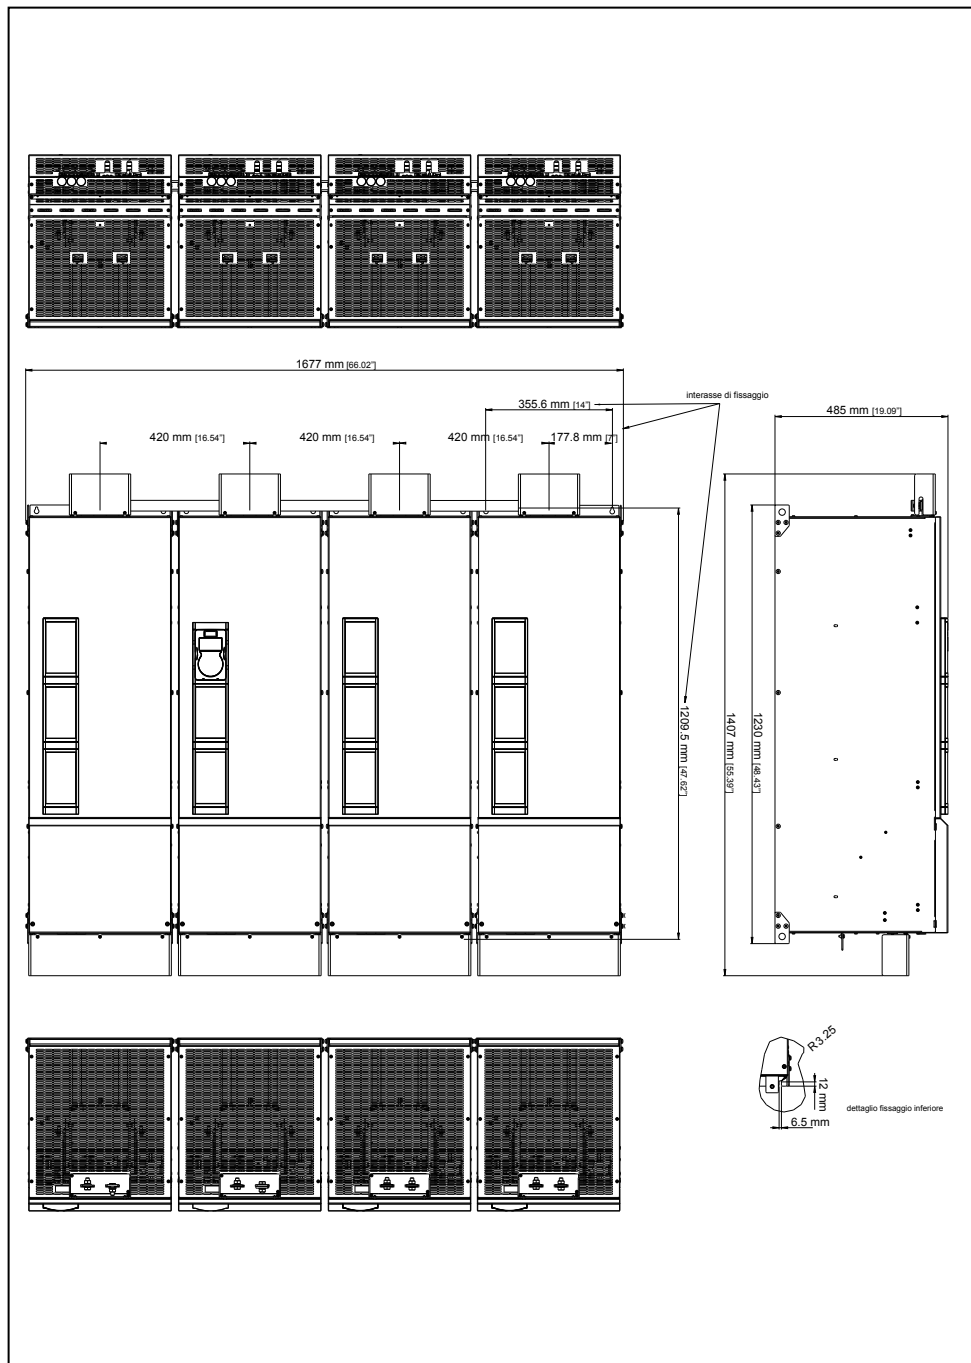 1677 mm [66.02"]
interasse di fissaggio
355.6 mm [14"]
485 mm [19.09"]
420 mm [16.54"]
420 mm [16.54"]
420 mm [16.54"]
177.8 mm [7"]
1209.5 mm [47.62"]
1407 mm [55.39"]
1230 mm [48.43"]
R3.25
12 mm
dettaglio fissaggio inferiore
6.5 mm